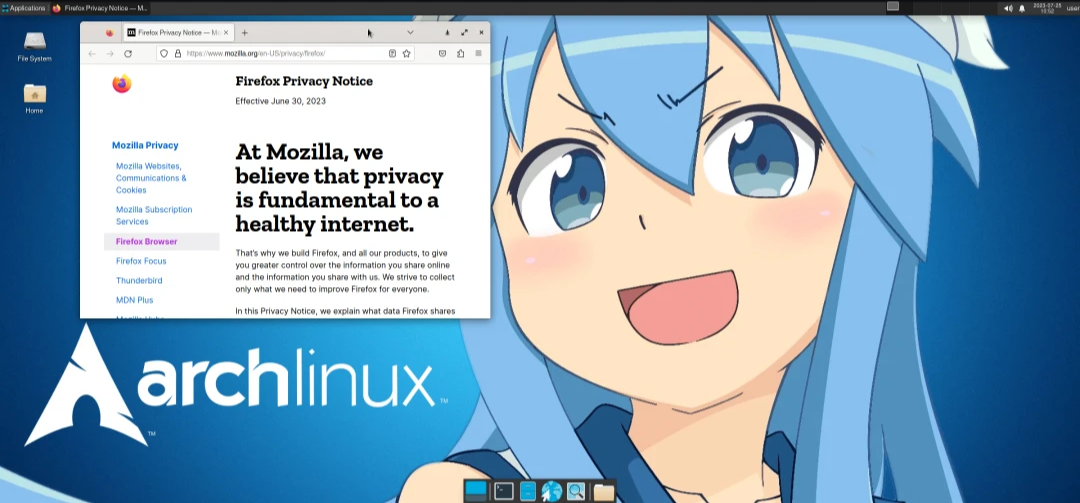 Applications
Firefox Privacy Notice — M...
2023-07-25
10:52
user
File System
Home
Firefox Privacy Notice — Mo
https://www.mozilla.org/en-US/privacy/firefox/
Firefox Privacy Notice
Effective June 30, 2023
Mozilla Privacy
Mozilla Websites,
Communications &
Cookies
Mozilla Subscription
Services
Firefox Browser
Firefox Focus
Thunderbird
MDN Plus
At Mozilla, we
believe that privacy
is fundamental to a
healthy internet.
That's why we build Firefox, and all our products, to give
you greater control over the information you share online
and the information you share with us. We strive to collect
only what we need to improve Firefox for everyone.
In this Privacy Notice, we explain what data Firefox shares
archlinux™
™